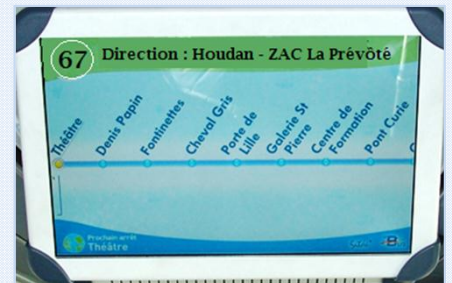 67 Direction : Houdan - ZAC La Prévôté
Théâtre
Denis Papin
Fontinettes
Cheval Gris
Porte de
Lille
Galerie St
Pierre
Centre de
Formation
Pont Curie
Prochain arrêt
Théâtre